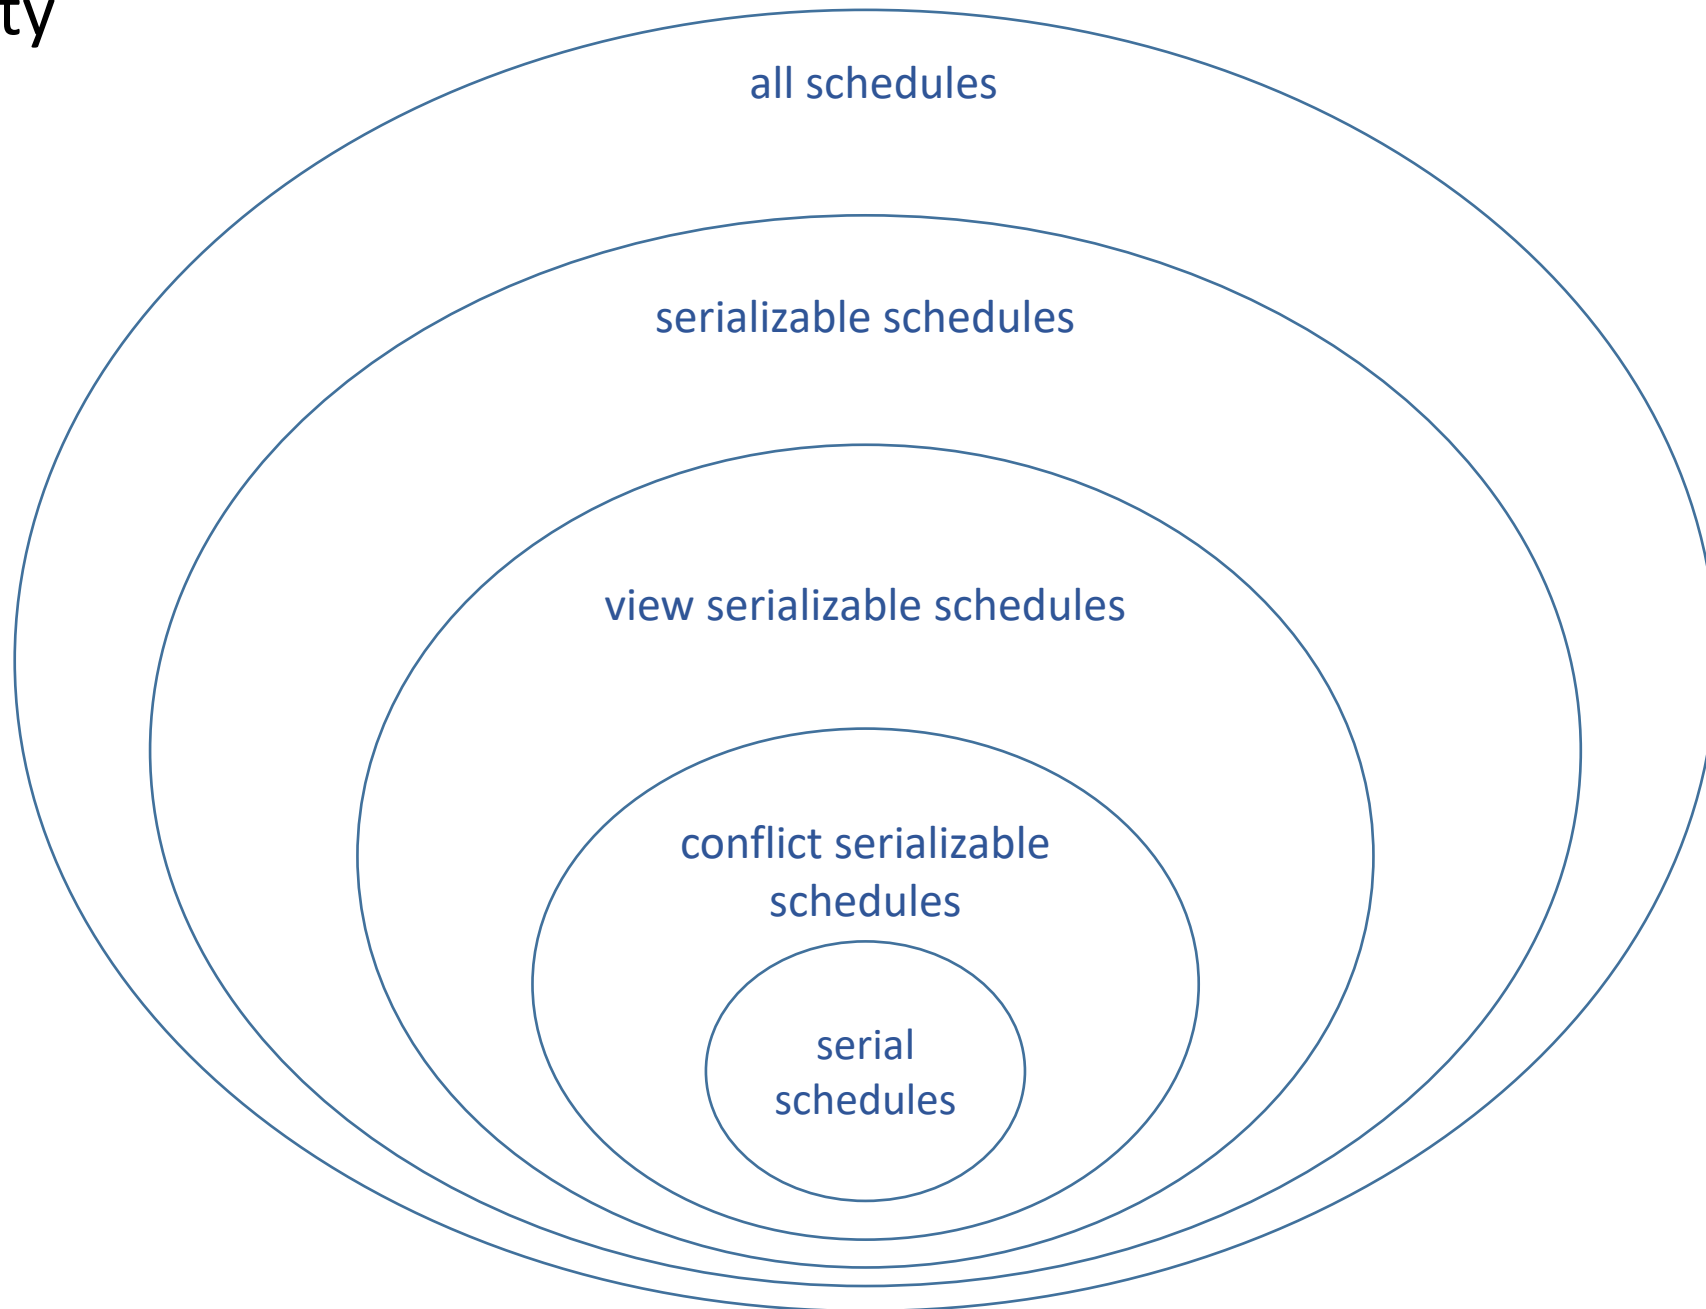 ty
all schedules
serializable schedules
view serializable schedules
conflict serializable
schedules
serial
schedules